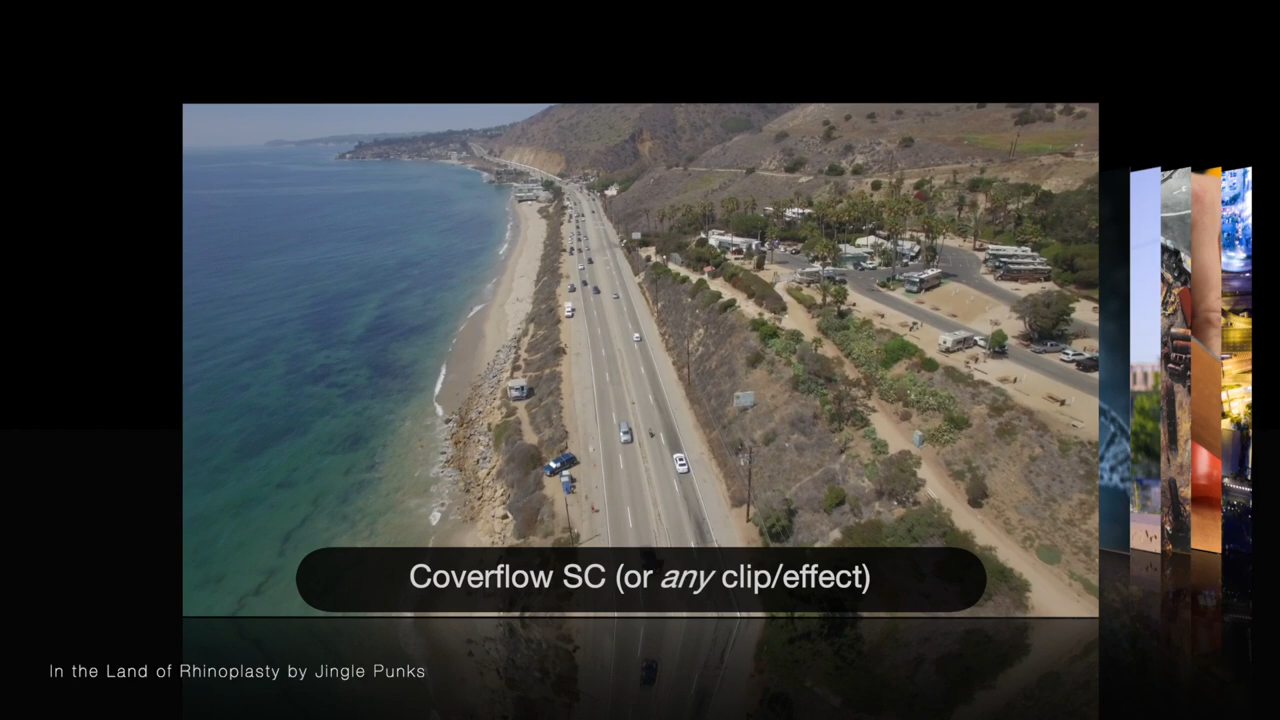 Coverflow SC (or any clip/effect)
In the Land of Rhinoplasty by Jingle Punks